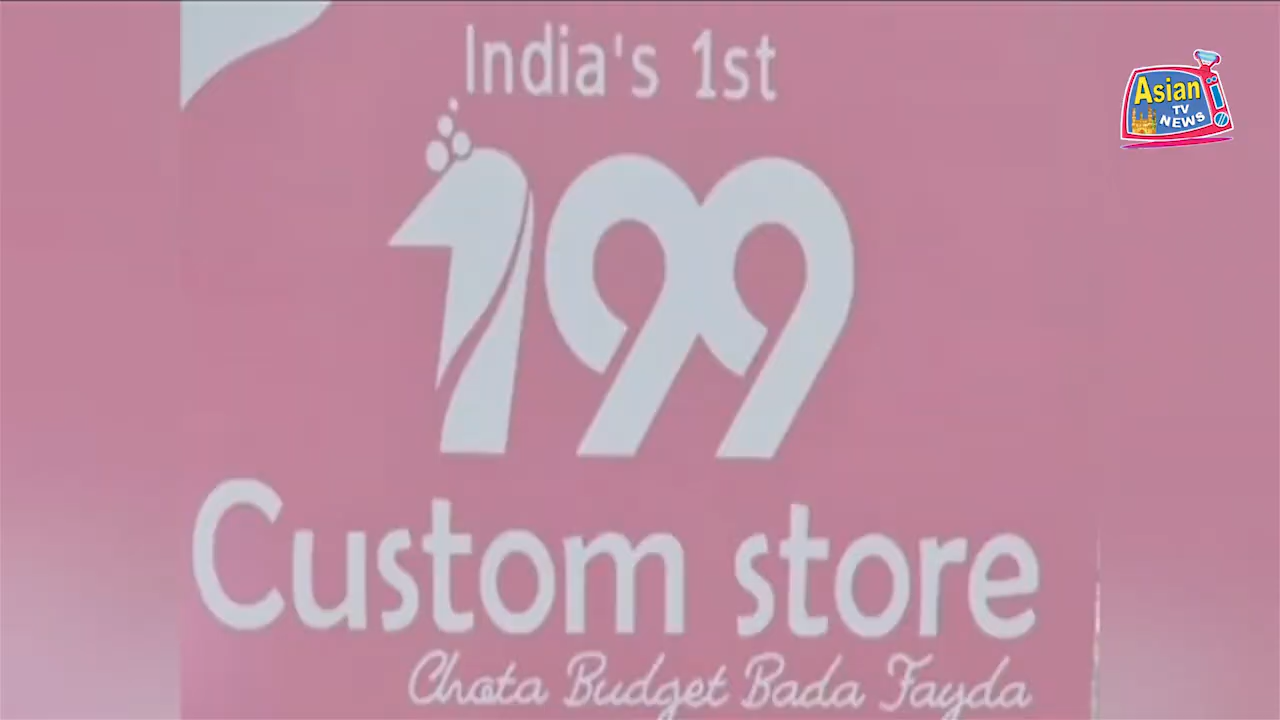 India's 1st
199
Custom store
Chota Budget Bada Fayda
Asian
TV
NEWS